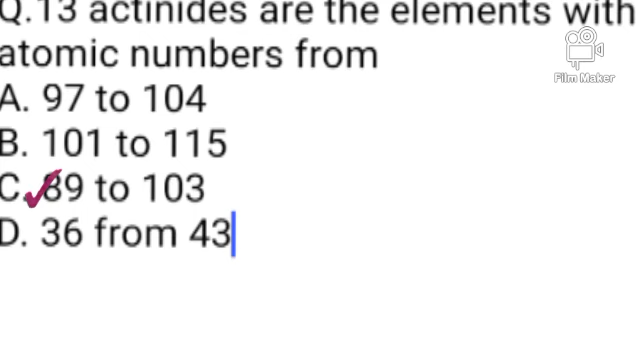 Q.13 actinides are the elements with
atomic numbers from
A. 97 to 104
B. 101 to 115
C. 89 to 103
D. 36 from 43
Film Maker